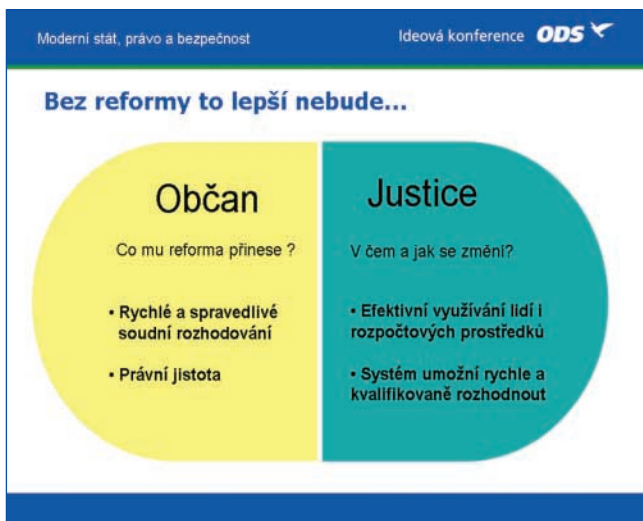 Moderní stát, právo a bezpečnost
Ideová konference ODS
Bez reformy to lepší nebude...
Občan
Co mu reforma přinese ?
• Rychlé a spravedlivé
soudní rozhodování
• Právní jistota
Justice
V čem a jak se změní?
• Efektivní využívání lidí i
rozpočtových prostředků
• Systém umožní rychle a
kvalifikovaně rozhodnout